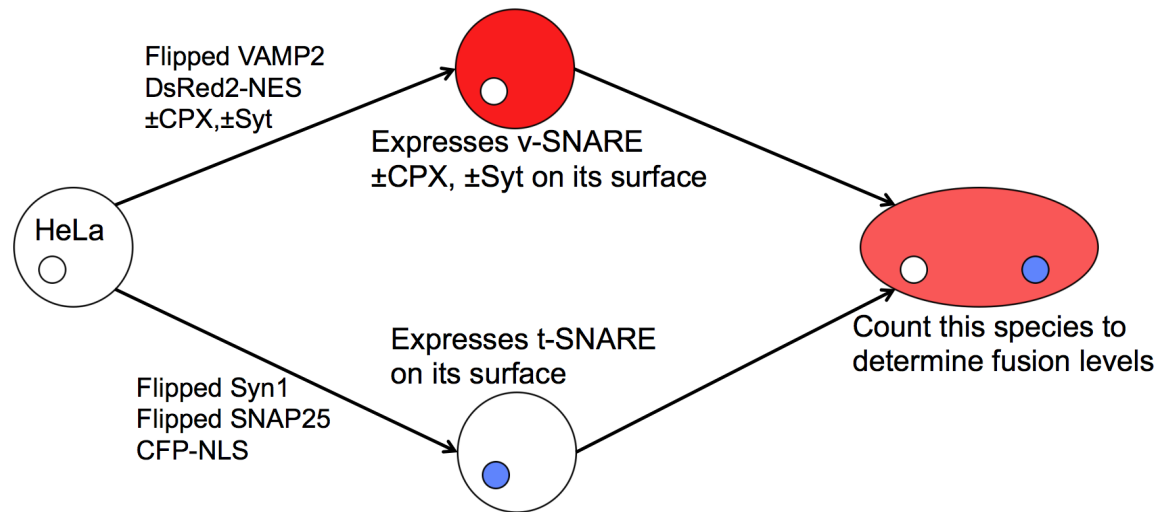 Flipped VAMP2
DsRed2-NES
±CPX,±Syt
Expresses v-SNARE
±CPX, ±Syt on its surface
HeLa
Count this species to
determine fusion levels
Expresses t-SNARE
on its surface
Flipped Syn1
Flipped SNAP25
CFP-NLS